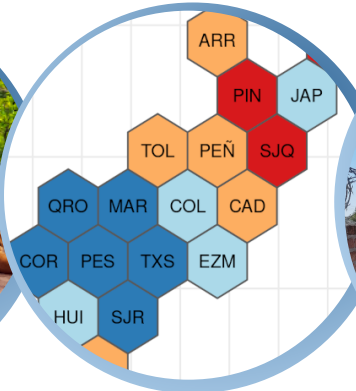 ARR
PIN JAP
TOL PEÑ SJQ
QRO MAR COL CAD
COR PES TXS EZM
HUI SJR